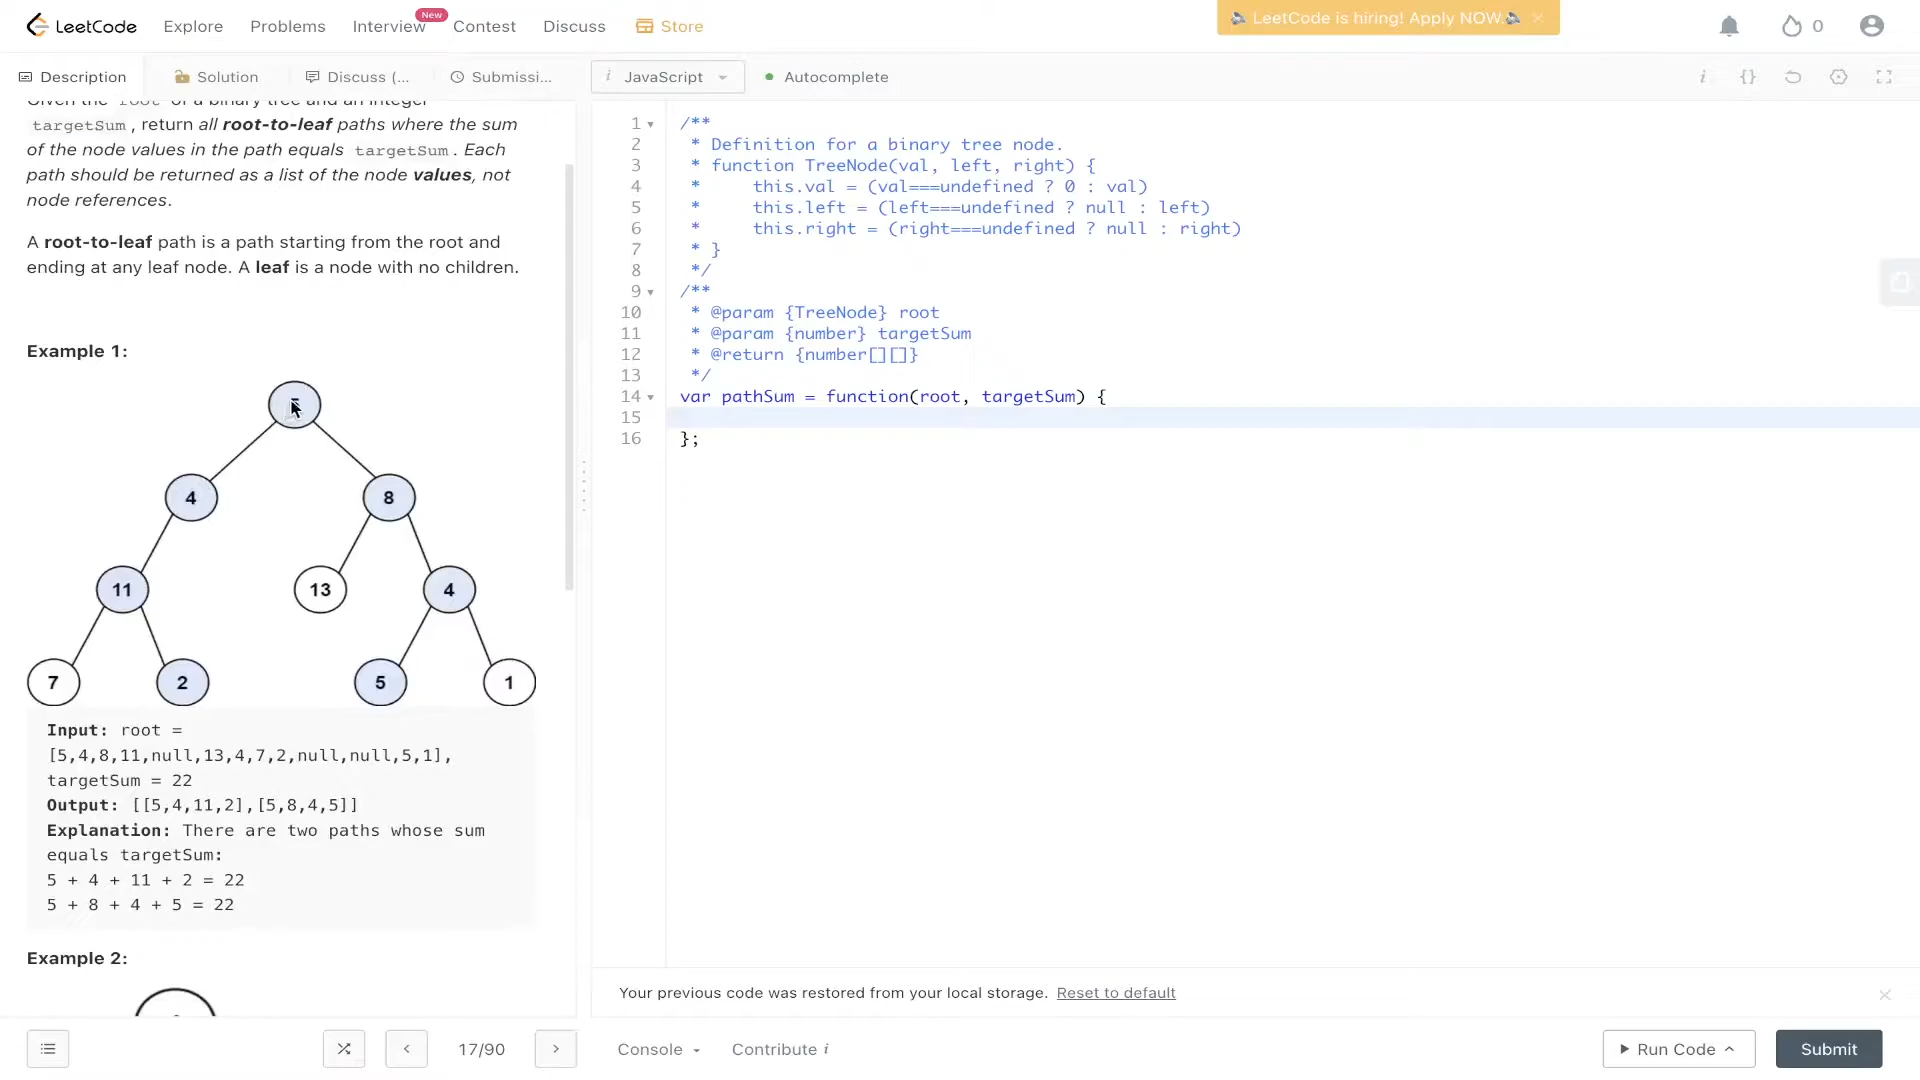 LeetCode
Explore
Problems
Interview
New
Contest
Discuss
Store
LeetCode is hiring! Apply NOW.
0
Description
Solution
Discuss (...
Submissi...
i JavaScript
Autocomplete
i
{}
Given the root of a binary tree and an integer
targetSum, return all root-to-leaf paths where the sum
of the node values in the path equals targetSum. Each
path should be returned as a list of the node values, not
node references.
A root-to-leaf path is a path starting from the root and
ending at any leaf node. A leaf is a node with no children.
Example 1:
4 8
11 13 4
7 2 5 1
Input: root =
[5,4,8,11,null,13,4,7,2,null,null,5,1],
targetSum = 22
Output: [[5,4,11,2],[5,8,4,5]]
Explanation: There are two paths whose sum
equals targetSum:
5 + 4 + 11 + 2 = 22
5 + 8 + 4 + 5 = 22
Example 2:
1 /**
2 * Definition for a binary tree node.
3 * function TreeNode(val, left, right) {
4 *     this.val = (val===undefined ? 0 : val)
5 *     this.left = (left===undefined ? null : left)
6 *     this.right = (right===undefined ? null : right)
7 * }
8 */
9 /**
10 * @param {TreeNode} root
11 * @param {number} targetSum
12 * @return {number[][]}
13 */
14 var pathSum = function(root, targetSum) {
15
16 };
Your previous code was restored from your local storage. Reset to default
17/90
Console
Contribute i
Run Code
Submit